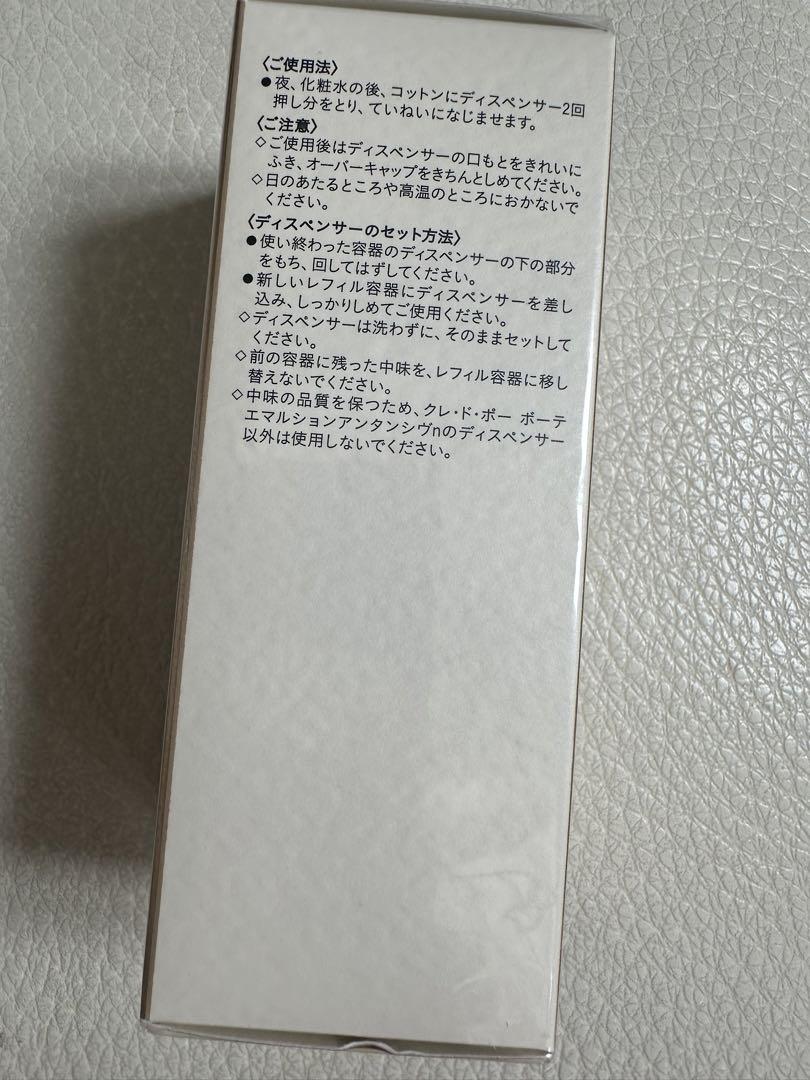 〈ご使用法〉
●夜、化粧水の後、コットンにディスペンサー2回
押し分をとり、ていねいになじませます。
〈ご注意〉
◇ご使用後はディスペンサーの口もとをきれいに
ふき、オーバーキャップをきちんとしめてください。
◇日のあたるところや高温のところにおかないで
ください。
〈ディスペンサーのセット方法〉
●使い終わった容器のディスペンサーの下の部分
をもち、回してはずしてください。
●新しいレフィル容器にディスペンサーを差し
込み、しっかりしめてご使用ください。
◇ディスペンサーは洗わずに、そのままセットして
ください。
◇前の容器に残った中味を、レフィル容器に移し
替えないでください。
◇中味の品質を保つため、クレ・ド・ポー ボーテ
エマルションアンタンシヴnのディスペンサー
以外は使用しないでください。